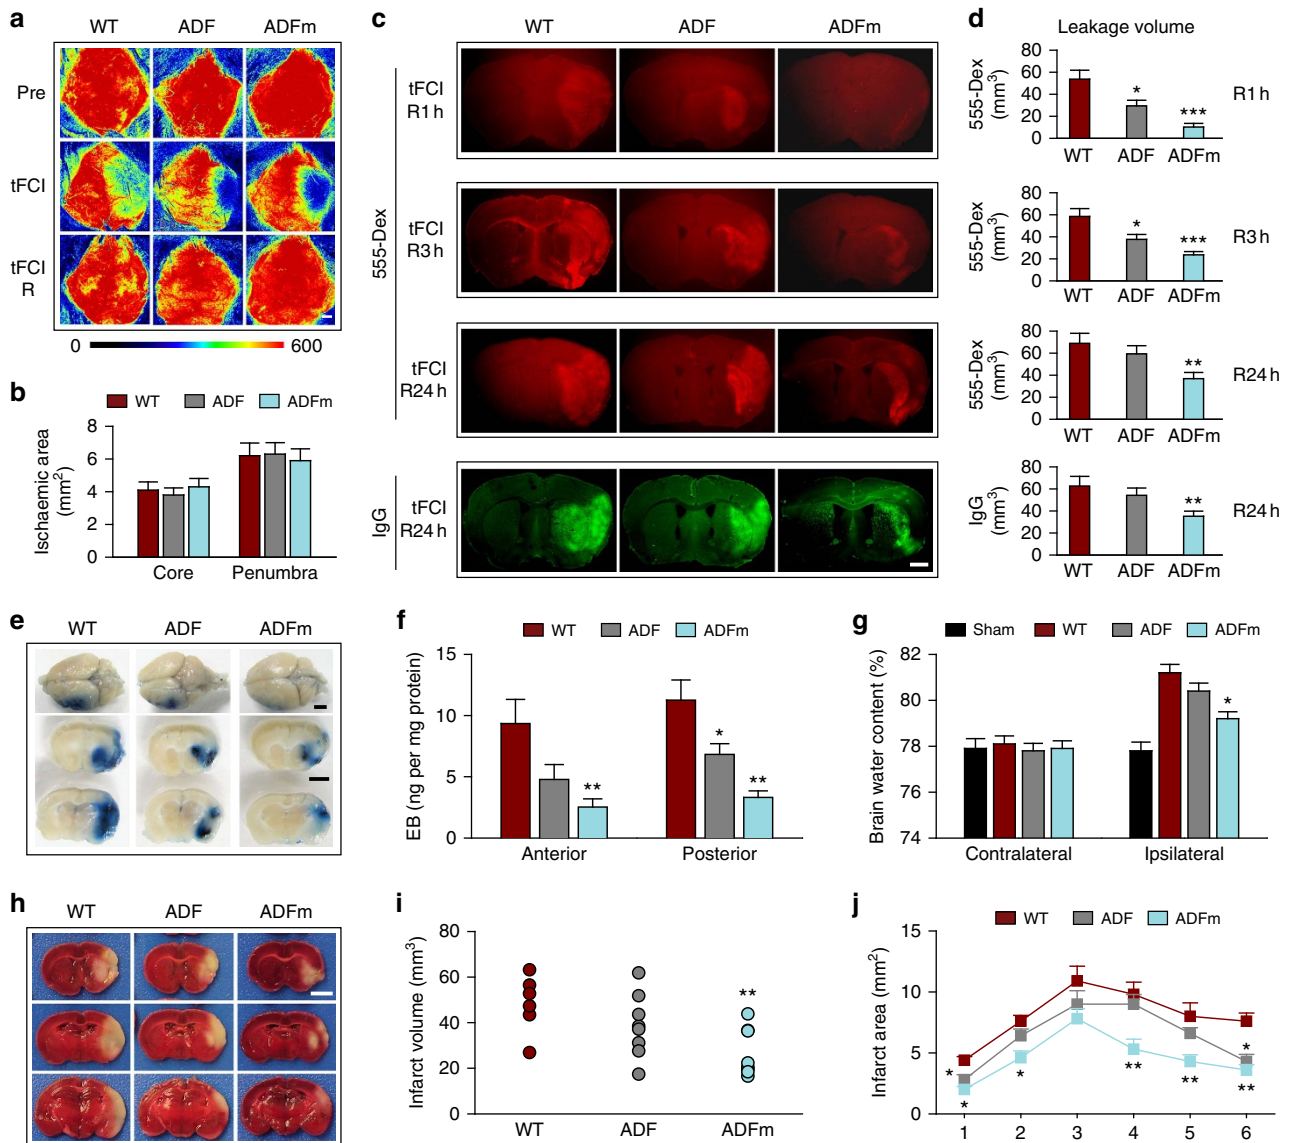 a
WT ADF ADFm
Pre
tFCI
tFCI
R
0 600
b
WT ADF ADFm
Ischaemic area
(mm2)
8
6
4
2
0
Core Penumbra
c
WT ADF ADFm
555-Dex
tFCI
R1 h
tFCI
R3 h
tFCI
R24 h
IgG
tFCI
R24 h
d
Leakage volume
555-Dex
(mm3)
80
60
40
20
0
*
***
WT ADF ADFm
R1 h
555-Dex
(mm3)
80
60
40
20
0
*
***
WT ADF ADFm
R3 h
555-Dex
(mm3)
80
60
40
20
0
**
WT ADF ADFm
R24 h
IgG
(mm3)
80
60
40
20
0
**
WT ADF ADFm
R24 h
e
WT ADF ADFm
f
WT ADF ADFm
EB (ng per mg protein)
15
10
5
0
**
*
**
Anterior Posterior
g
Sham WT ADF ADFm
Brain water content (%)
82
80
78
76
74
*
Contralateral Ipsilateral
h
WT ADF ADFm
i
Infarct volume (mm3)
80
60
40
20
0
**
WT ADF ADFm
j
WT ADF ADFm
Infarct area (mm2)
15
10
5
0
*
*
*
**
**
*
**
1 2 3 4 5 6